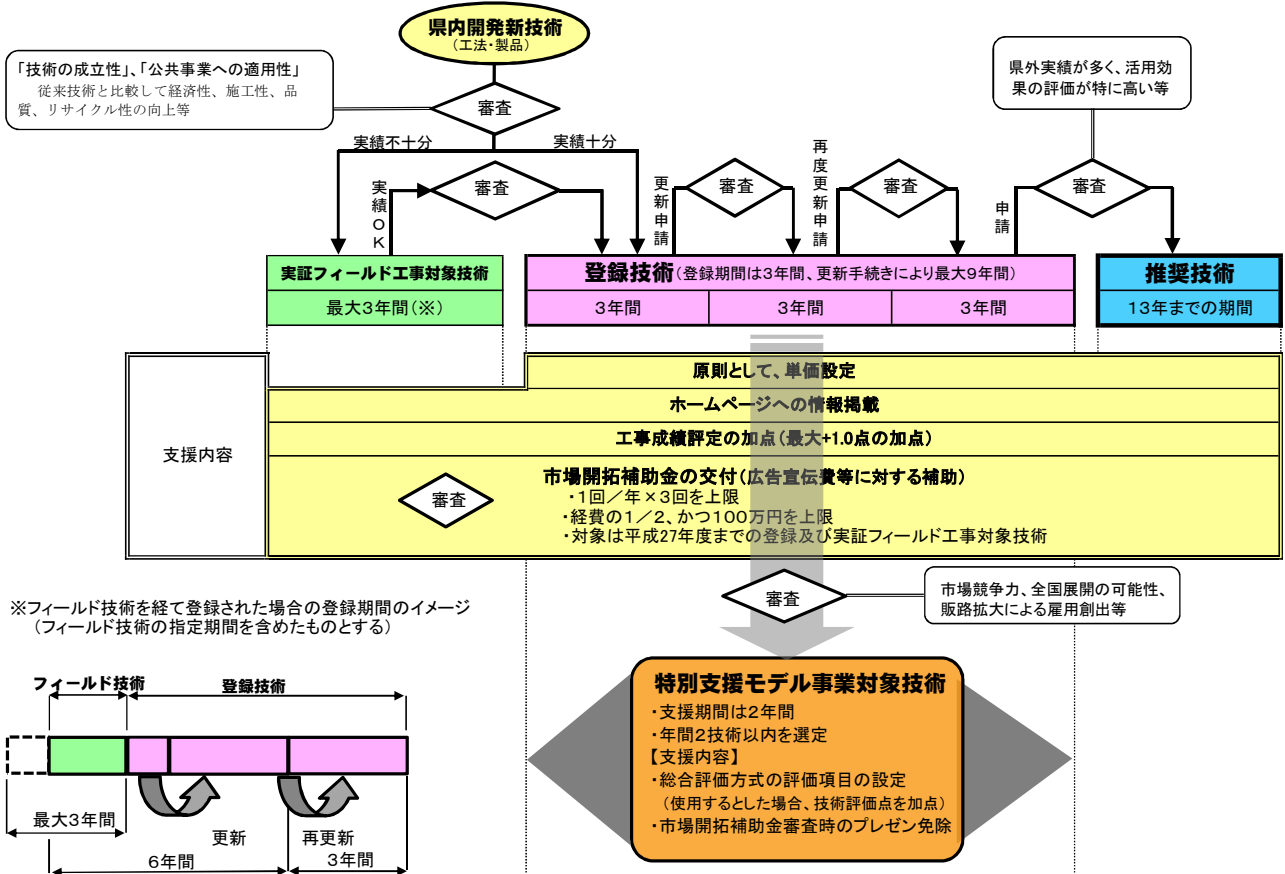 県内開発新技術
(工法・製品)
「技術の成立性」、「公共事業への適用性」
従来技術と比較して経済性、施工性、品
質、リサイクル性の向上等
審査
県外実績が多く、活用効
果の評価が特に高い等
実績不十分
実績十分
実績OK
審査
更新申請
審査
再度更新申請
審査
申請
審査
実証フィールド工事対象技術
最大3年間(※)
登録技術(登録期間は3年間、更新手続きにより最大9年間)
3年間
3年間
3年間
推奨技術
13年までの期間
支援内容
原則として、単価設定
ホームページへの情報掲載
工事成績評定の加点(最大+1.0点の加点)
審査
市場開拓補助金の交付(広告宣伝費等に対する補助)
・1回/年×3回を上限
・経費の1/2、かつ100万円を上限
・対象は平成27年度までの登録及び実証フィールド工事対象技術
審査
市場競争力、全国展開の可能性、
販路拡大による雇用創出等
※フィールド技術を経て登録された場合の登録期間のイメージ
(フィールド技術の指定期間を含めたものとする)
フィールド技術
登録技術
最大3年間
更新
再更新
6年間
3年間
特別支援モデル事業対象技術
・支援期間は2年間
・年間2技術以内を選定
【支援内容】
・総合評価方式の評価項目の設定
(使用するとした場合、技術評価点を加点)
・市場開拓補助金審査時のプレゼン免除